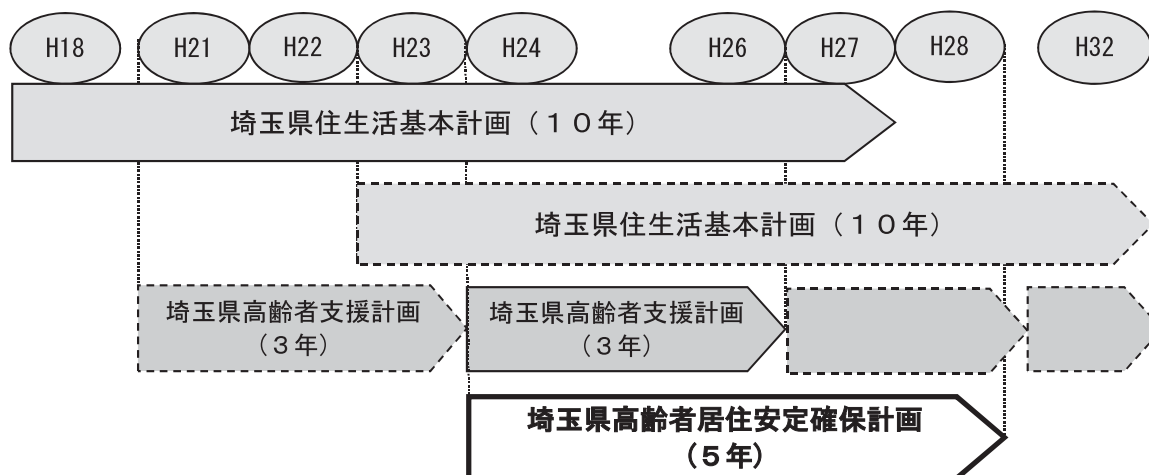 H18
H21
H22
H23
H24
H26
H27
H28
H32
埼玉県住生活基本計画（１０年）
埼玉県住生活基本計画（１０年）
埼玉県高齢者支援計画
（３年）
埼玉県高齢者支援計画
（３年）
埼玉県高齢者居住安定確保計画
（５年）